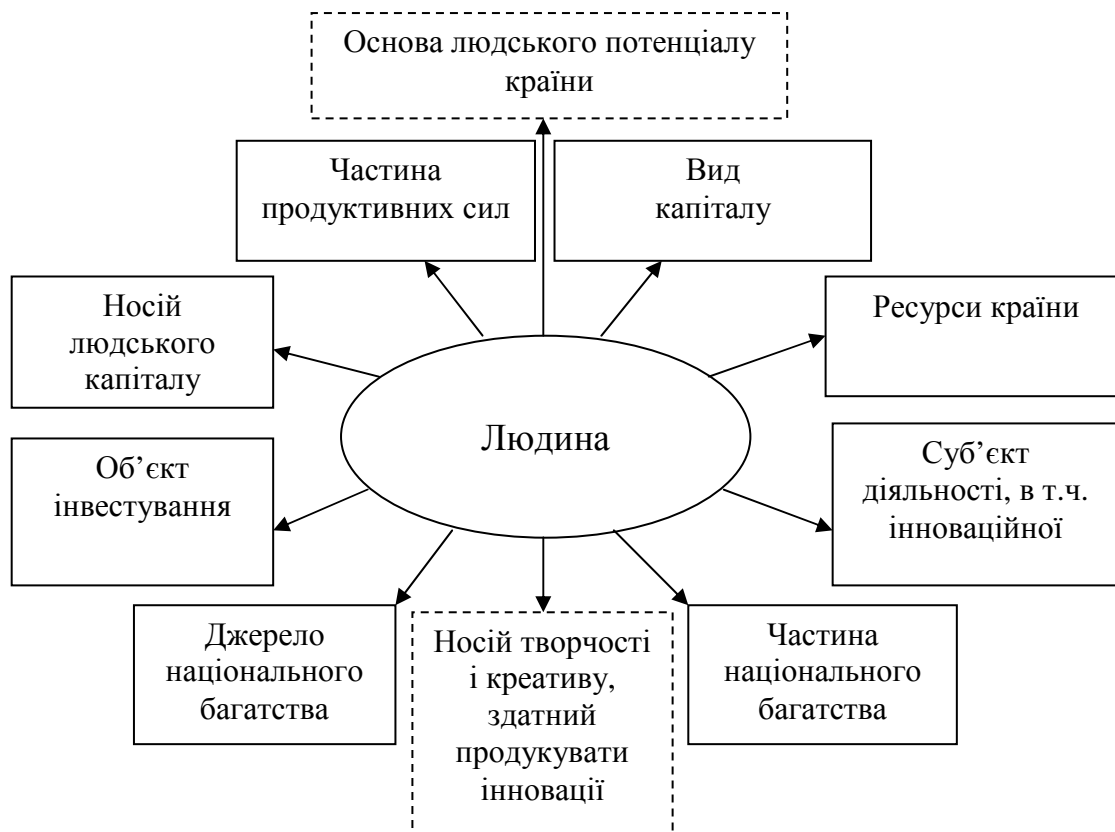 Основа людського потенціалу
країни
Частина
продуктивних сил
Вид
капіталу
Носій
людського
капіталу
Ресурси країни
Людина
Об’єкт
інвестування
Суб’єкт
діяльності, в т.ч.
інноваційної
Джерело
національного
багатства
Носій творчості
і креативу,
здатний
продукувати
інновації
Частина
національного
багатства